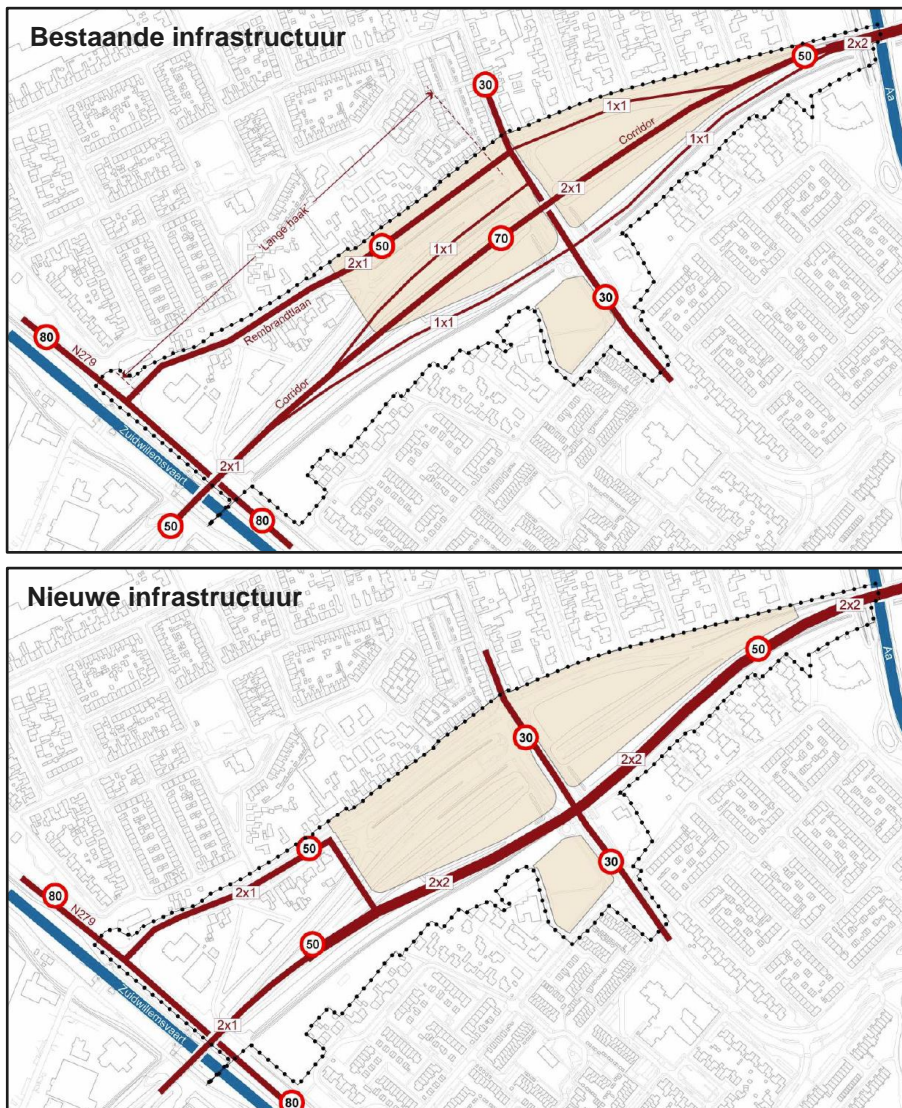 Bestaande infrastructuur
2x2
50
Aa
30
1x1
Corridor
1x1
2x1
Lange haak
50
2x1
1x1
70
30
Rembrandtlaan
1x1
80
N279
Corridor
Zuidwillemsvaart
2x1
50
80
Nieuwe infrastructuur
2x2
50
Aa
30
2x2
50
2x1
2x2
30
80
N279
50
Zuidwillemsvaart
2x1
80